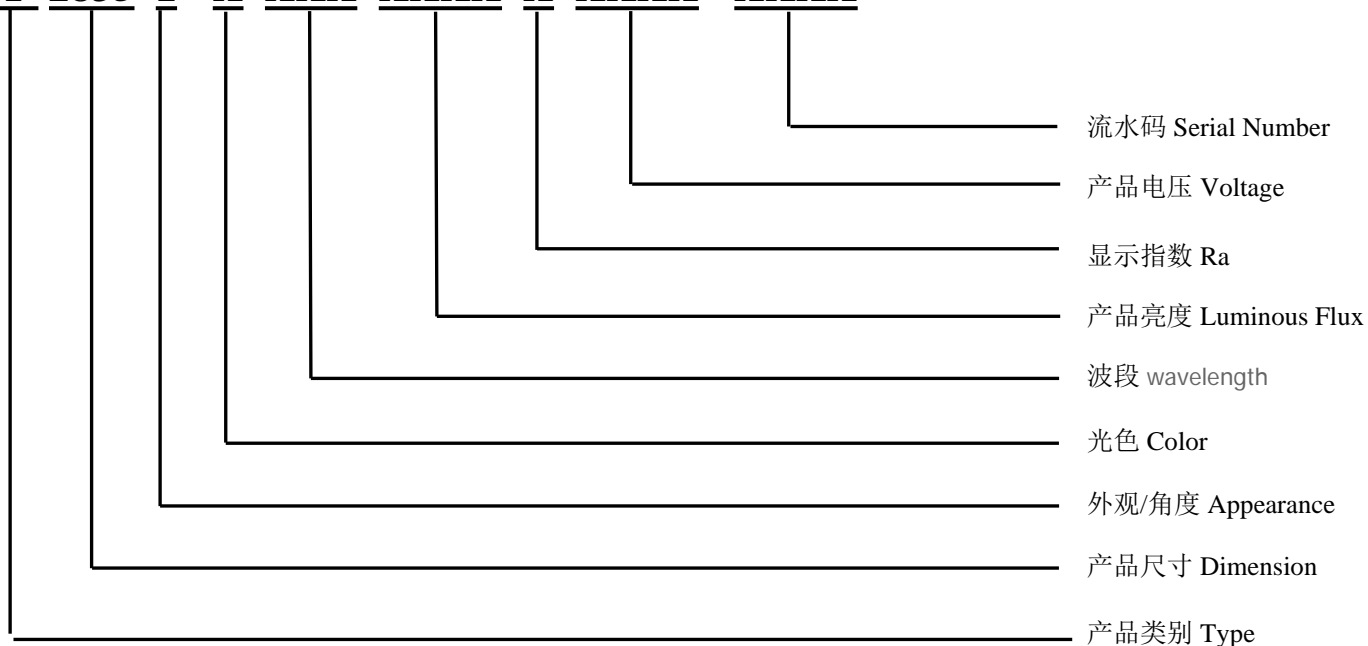 流水码 Serial Number
产品电压 Voltage
显示指数 Ra
产品亮度 Luminous Flux
波段 wavelength
光色 Color
外观/角度 Appearance
产品尺寸 Dimension
产品类别 Type